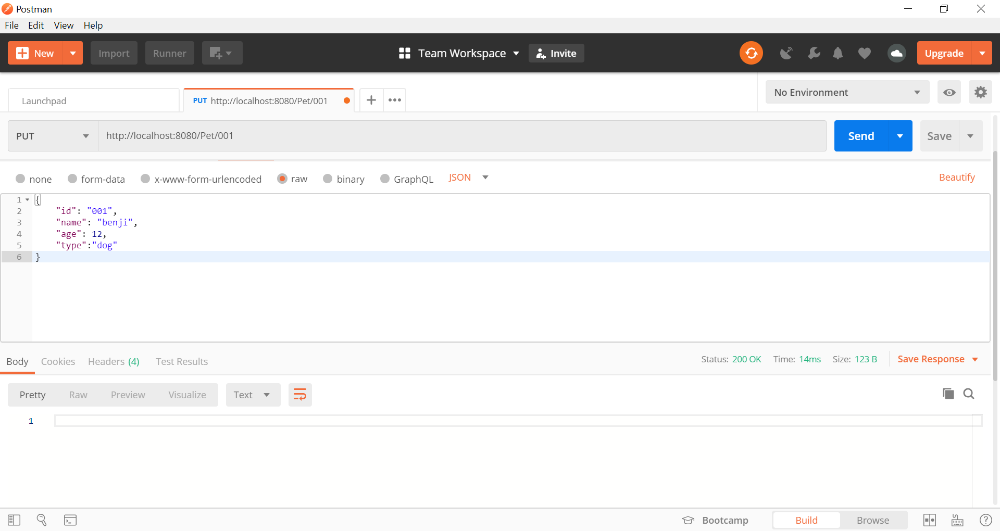 Postman
File Edit View Help
New Import Runner Team Workspace Invite Upgrade
Launchpad PUT http://localhost:8080/Pet/001 No Environment
PUT http://localhost:8080/Pet/001 Send Save
none form-data x-www-form-urlencoded raw binary GraphQL JSON Beautify
1 {
2 "id": "001",
3 "name": "benji",
4 "age": 12,
5 "type":"dog"
6 }
Body Cookies Headers (4) Test Results Status: 200 OK Time: 14ms Size: 123 B Save Response
Pretty Raw Preview Visualize Text
1
Bootcamp Build Browse